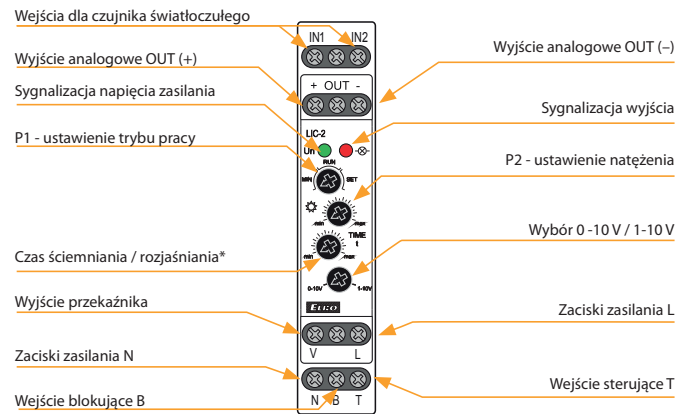 Wejścia dla czujnika światłoczułego
IN1 IN2
Wyjście analogowe OUT (–)
Wyjście analogowe OUT (+)
+ OUT -
Sygnalizacja napięcia zasilania
Sygnalizacja wyjścia
LIC-2
Un
P1 - ustawienie trybu pracy
RUN
MIN SET
P2 - ustawienie natężenia
min max
Wybór 0 -10 V / 1-10 V
TIME
t
Czas ściemniania / rozjaśniania*
min max
0-10V 1-10V
Wyjście przekaźnika
ELKO
Zaciski zasilania L
V L
Zaciski zasilania N
Wejście sterujące T
Wejście blokujące B
N B T